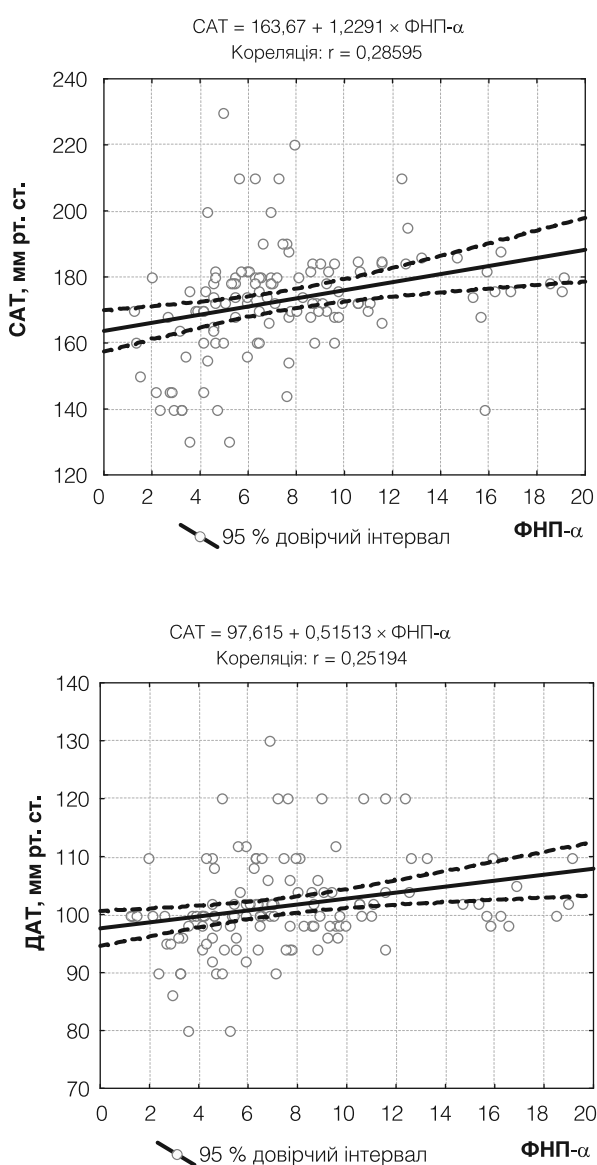 САТ = 163,67 + 1,2291 × ФНП-α
Кореляція: r = 0,28595
240
220
200
180
160
140
120
САТ, мм рт. ст.
0 2 4 6 8 10 12 14 16 18 20
95 % довірчий інтервал
ФНП-α
САТ = 97,615 + 0,51513 × ФНП-α
Кореляція: r = 0,25194
140
130
120
110
100
90
80
70
ДАТ, мм рт. ст.
0 2 4 6 8 10 12 14 16 18 20
95 % довірчий інтервал
ФНП-α